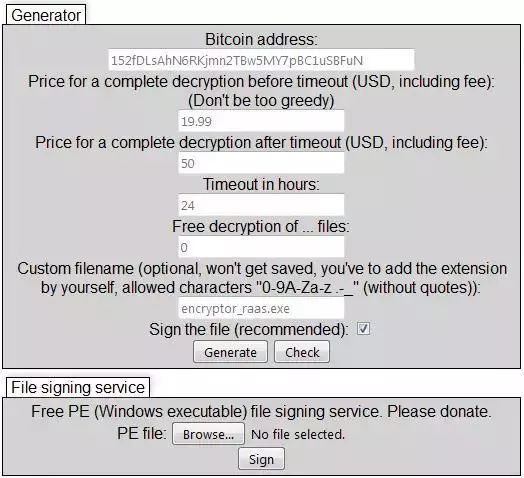 Generator
Bitcoin address:
152fDLsAhN6RKjmn2TBw5MY7pBC1uSBFuN
Price for a complete decryption before timeout (USD, including fee):
(Don't be too greedy)
19.99
Price for a complete decryption after timeout (USD, including fee):
50
Timeout in hours:
24
Free decryption of ... files:
0
Custom filename (optional, won't get saved, you've to add the extension
by yourself, allowed characters "0-9A-Za-z .-_" (without quotes)):
encryptor_raas.exe
Sign the file (recommended):
Generate Check
File signing service
Free PE (Windows executable) file signing service. Please donate.
PE file: Browse... No file selected.
Sign